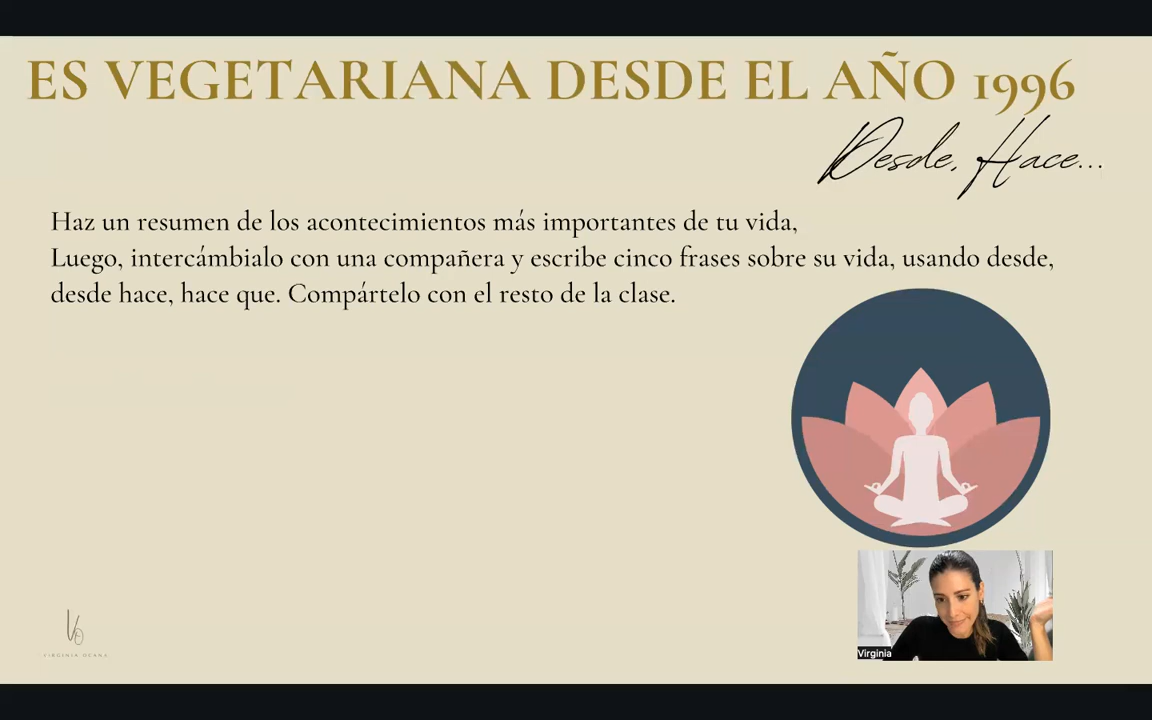 ES VEGETARIANA DESDE EL AÑO 1996
Desde, Hace...
Haz un resumen de los acontecimientos más importantes de tu vida,
Luego, intercámbialo con una compañera y escribe cinco frases sobre su vida, usando desde,
desde hace, hace que. Compártelo con el resto de la clase.
Virginia
VIRGINIA OCAÑA